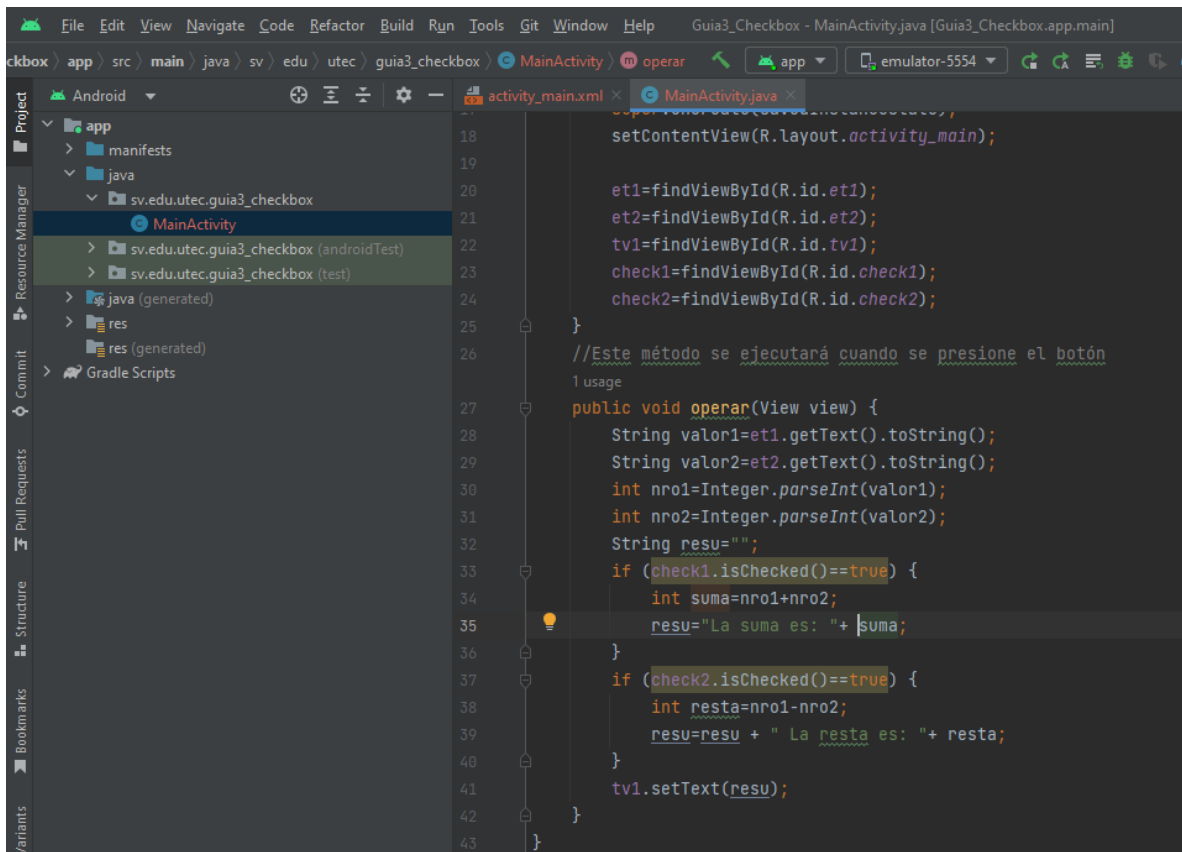 File Edit View Navigate Code Refactor Build Run Tools Git Window Help Guia3_Checkbox - MainActivity.java [Guia3_Checkbox.app.main]
ckbox > app > src > main > java > sv > edu > utec > guia3_checkbox > MainActivity > operar app emulator-5554
Project
Resource Manager
Commit
Pull Requests
Structure
Bookmarks
Variants
Android
app
manifests
java
sv.edu.utec.guia3_checkbox
MainActivity
sv.edu.utec.guia3_checkbox (androidTest)
sv.edu.utec.guia3_checkbox (test)
java (generated)
res
res (generated)
Gradle Scripts
activity_main.xml MainActivity.java
18 setContentView(R.layout.activity_main);
19
20 et1=findViewById(R.id.et1);
21 et2=findViewById(R.id.et2);
22 tv1=findViewById(R.id.tv1);
23 check1=findViewById(R.id.check1);
24 check2=findViewById(R.id.check2);
25 }
26 //Este método se ejecutará cuando se presione el botón
1 usage
27 public void operar(View view) {
28 String valor1=et1.getText().toString();
29 String valor2=et2.getText().toString();
30 int nro1=Integer.parseInt(valor1);
31 int nro2=Integer.parseInt(valor2);
32 String resu="";
33 if (check1.isChecked()==true) {
34 int suma=nro1+nro2;
35 resu="La suma es: "+ suma;
36 }
37 if (check2.isChecked()==true) {
38 int resta=nro1-nro2;
39 resu=resu + " La resta es: "+ resta;
40 }
41 tv1.setText(resu);
42 }
43 }